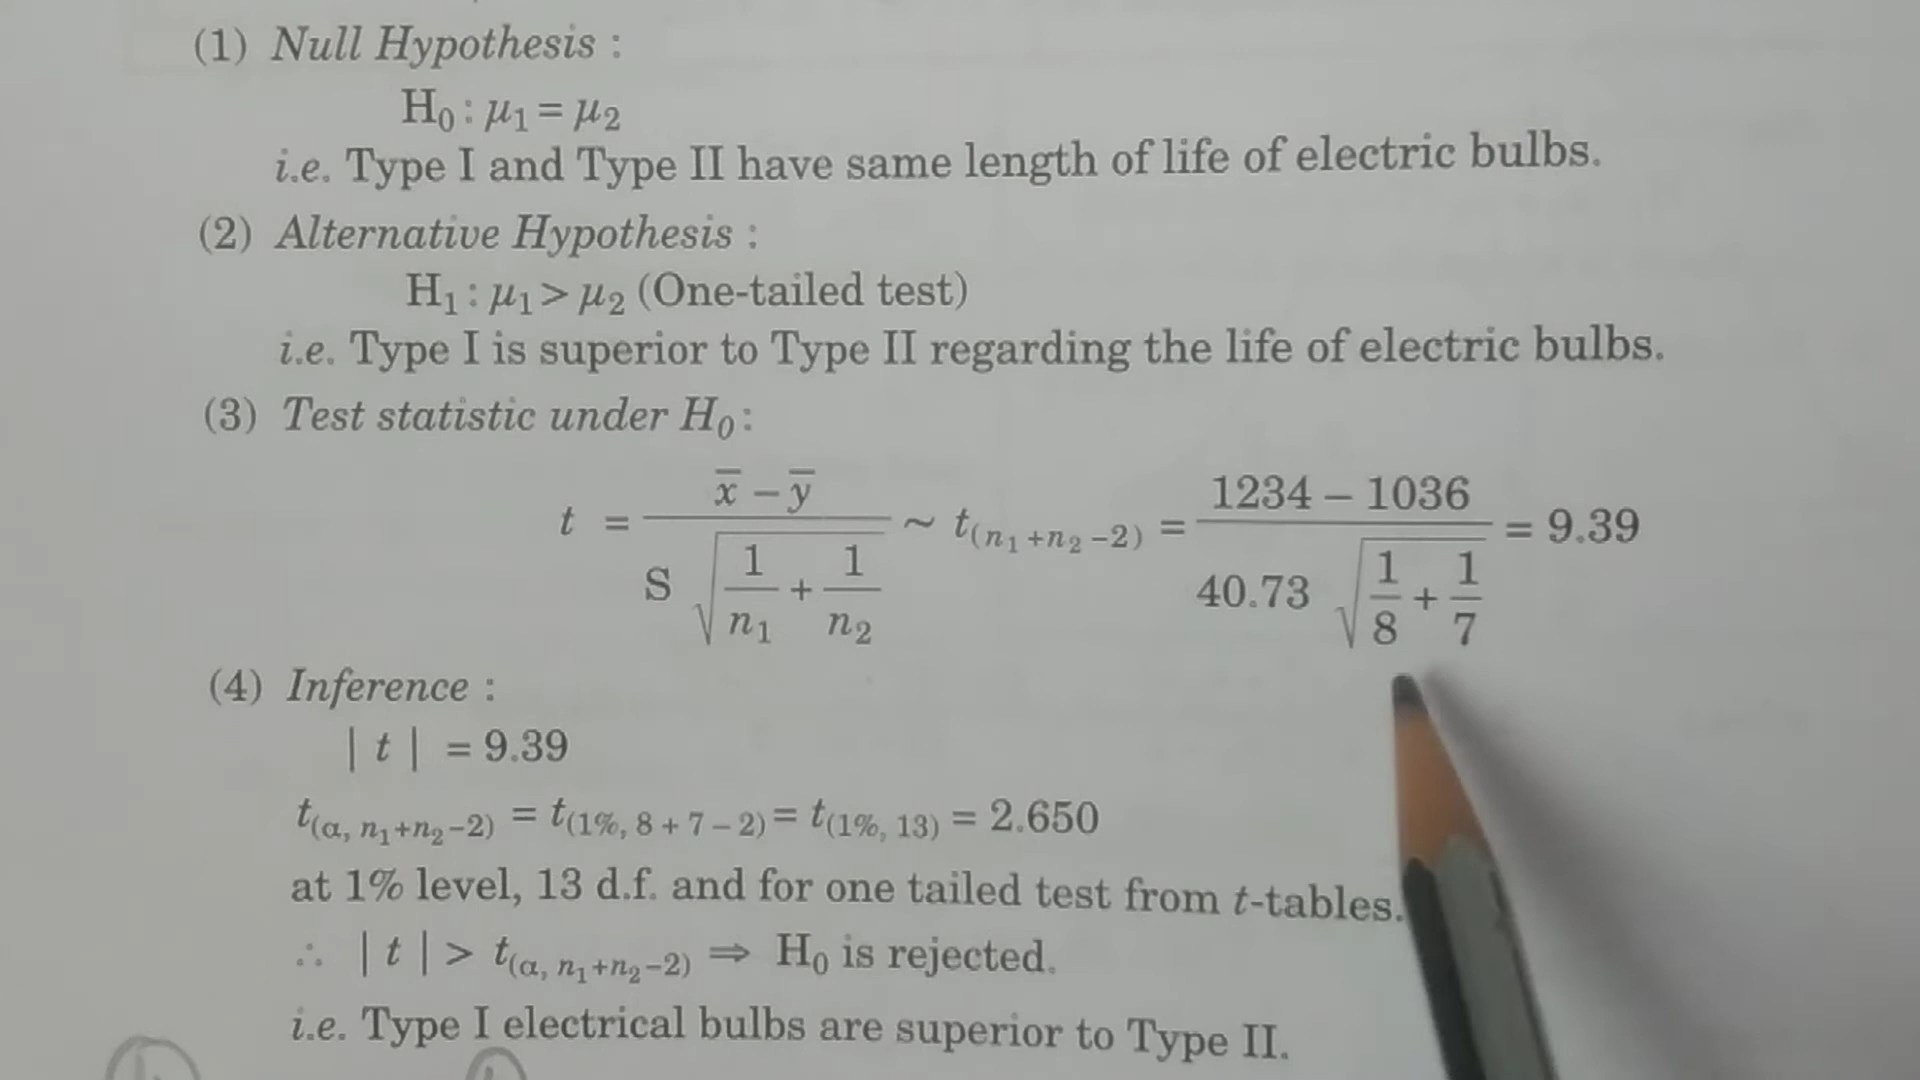 (1) Null Hypothesis :
H₀ : μ₁ = μ₂
i.e. Type I and Type II have same length of life of electric bulbs.
(2) Alternative Hypothesis :
H₁ : μ₁ > μ₂ (One-tailed test)
i.e. Type I is superior to Type II regarding the life of electric bulbs.
(3) Test statistic under H₀ :
t = (x̄ – ȳ) / (S √(1/n₁ + 1/n₂)) ~ t₍n₁ + n₂ – 2₎ = (1234 – 1036) / (40.73 √(1/8 + 1/7)) = 9.39
(4) Inference :
| t | = 9.39
t(α, n₁+n₂–2) = t(1%, 8 + 7 – 2) = t(1%, 13) = 2.650
at 1% level, 13 d.f. and for one tailed test from t-tables.
∴ | t | > t(α, n₁+n₂–2) ⇒ H₀ is rejected.
i.e. Type I electrical bulbs are superior to Type II.